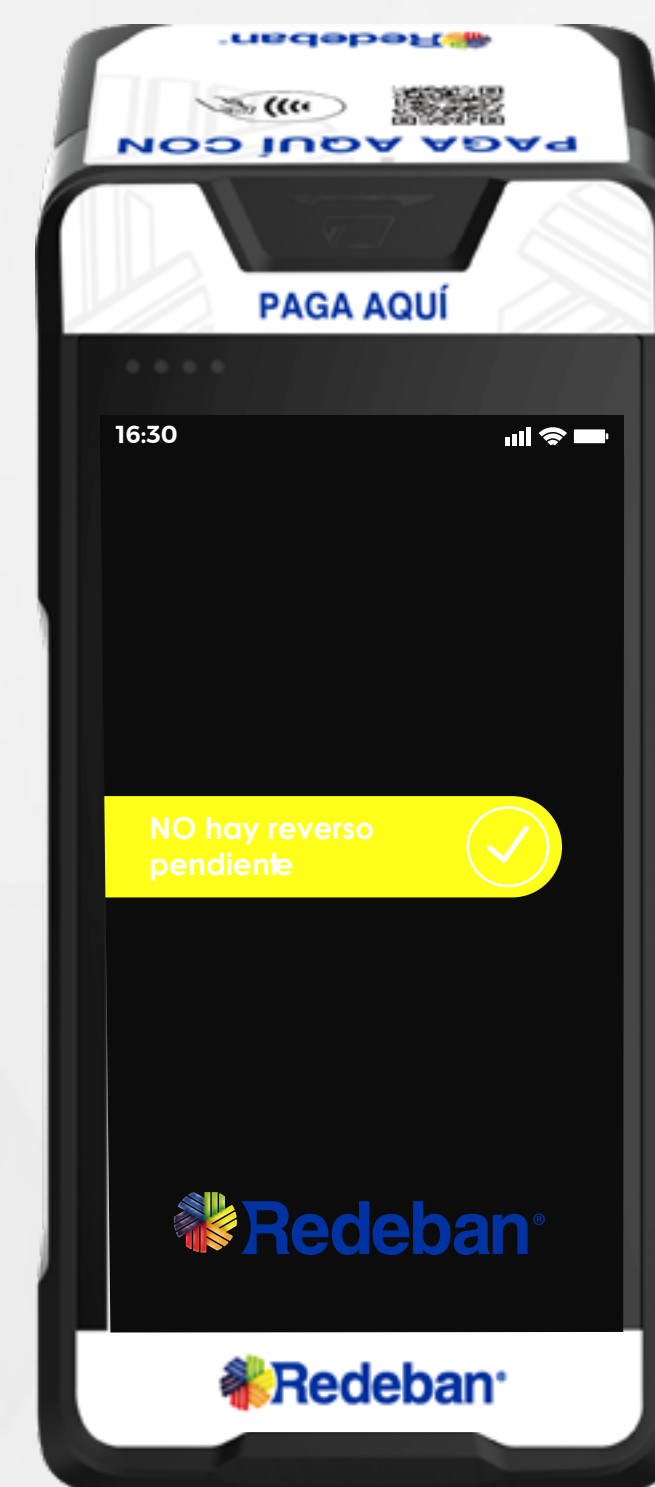 Redeban
PAGA AQUÍ CON
PAGA AQUÍ
16:30
NO hay reverso
pendiente
Redeban®
Redeban